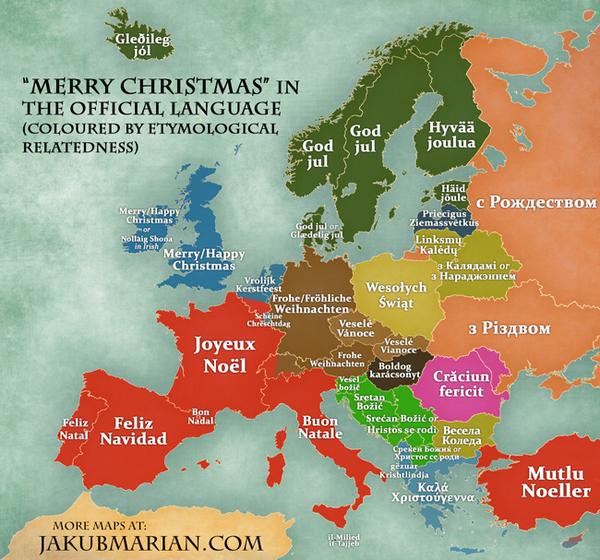 Gleðileg
jól
"MERRY CHRISTMAS" IN
THE OFFICIAL LANGUAGE
(COLOURED BY ETYMOLOGICAL
RELATEDNESS)
God
jul
God
jul
Hyvää
joulua
с Рождеством
Häid
jõule
Priecīgus
Ziemassvētkus
Linksmų
Kalėdų
з Калядамі or
з Нараджэннем
Merry/Happy
Christmas
or
Nollaig Shona
in Irish
Merry/Happy
Christmas
God jul or
Glædelig jul
Vrolijk
Kerstfeest
Frohe/Fröhliche
Weihnachten
Schéine
Chrëschtdag
Wesołych
Świąt
з Різдвом
Veselé
Vánoce
Veselé
Vianoce
Frohe
Weihnachten
Boldog
karácsonyt
Joyeux
Noël
Crăciun
fericit
Vesel
božič
Sretan
Božić
Srećan Božić or
Hristos se rodi
Весела
Коледа
Среќен Божиќ or
Христос се роди
gëzuar
Krishtlindja
Bon
Nadal
Feliz
Natal
Feliz
Navidad
Buon
Natale
Καλά
Χριστούγεννα
Mutlu
Noeller
il-Milied
it-Tajjeb
MORE MAPS AT:
JAKUBMARIAN.COM